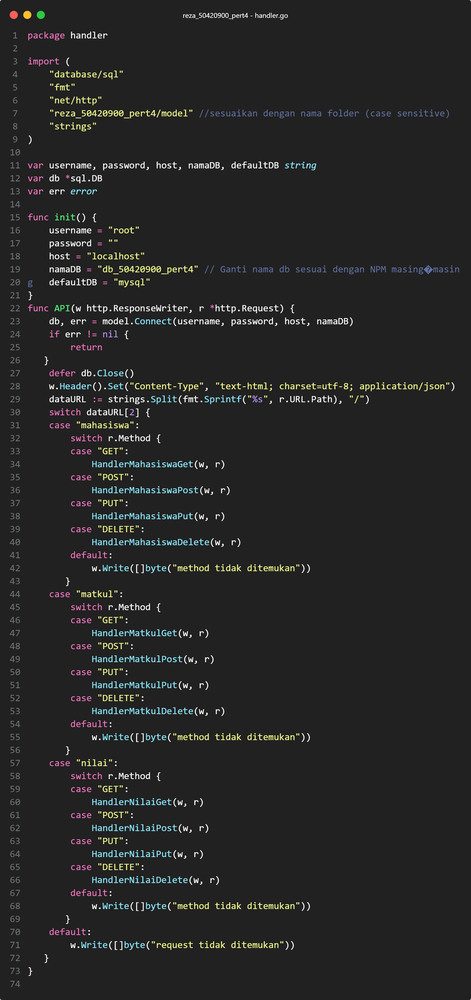 reza_50420900_pert4 - handler.go
1 package handler
2
3 import (
4     "database/sql"
5     "fmt"
6     "net/http"
7     "reza_50420900_pert4/model" //sesuaikan dengan nama folder (case sensitive)
8     "strings"
9 )
10
11 var username, password, host, namaDB, defaultDB string
12 var db *sql.DB
13 var err error
14
15 func init() {
16     username = "root"
17     password = ""
18     host = "localhost"
19     namaDB = "db_50420900_pert4" // Ganti nama db sesuai dengan NPM masing�masin
20 g   defaultDB = "mysql"
21 }
22 func API(w http.ResponseWriter, r *http.Request) {
23     db, err = model.Connect(username, password, host, namaDB)
24     if err != nil {
25         return
26    }
27     defer db.Close()
28     w.Header().Set("Content-Type", "text-html; charset=utf-8; application/json")
29     dataURL := strings.Split(fmt.Sprintf("%s", r.URL.Path), "/")
30     switch dataURL[2] {
31     case "mahasiswa":
32         switch r.Method {
33         case "GET":
34             HandlerMahasiswaGet(w, r)
35         case "POST":
36             HandlerMahasiswaPost(w, r)
37         case "PUT":
38             HandlerMahasiswaPut(w, r)
39         case "DELETE":
40             HandlerMahasiswaDelete(w, r)
41         default:
42             w.Write([]byte("method tidak ditemukan"))
43        }
44     case "matkul":
45         switch r.Method {
46         case "GET":
47             HandlerMatkulGet(w, r)
48         case "POST":
49             HandlerMatkulPost(w, r)
50         case "PUT":
51             HandlerMatkulPut(w, r)
52         case "DELETE":
53             HandlerMatkulDelete(w, r)
54         default:
55             w.Write([]byte("method tidak ditemukan"))
56        }
57     case "nilai":
58         switch r.Method {
59         case "GET":
60             HandlerNilaiGet(w, r)
61         case "POST":
62             HandlerNilaiPost(w, r)
63         case "PUT":
64             HandlerNilaiPut(w, r)
65         case "DELETE":
66             HandlerNilaiDelete(w, r)
67         default:
68             w.Write([]byte("method tidak ditemukan"))
69        }
70     default:
71         w.Write([]byte("request tidak ditemukan"))
72    }
73 }
74